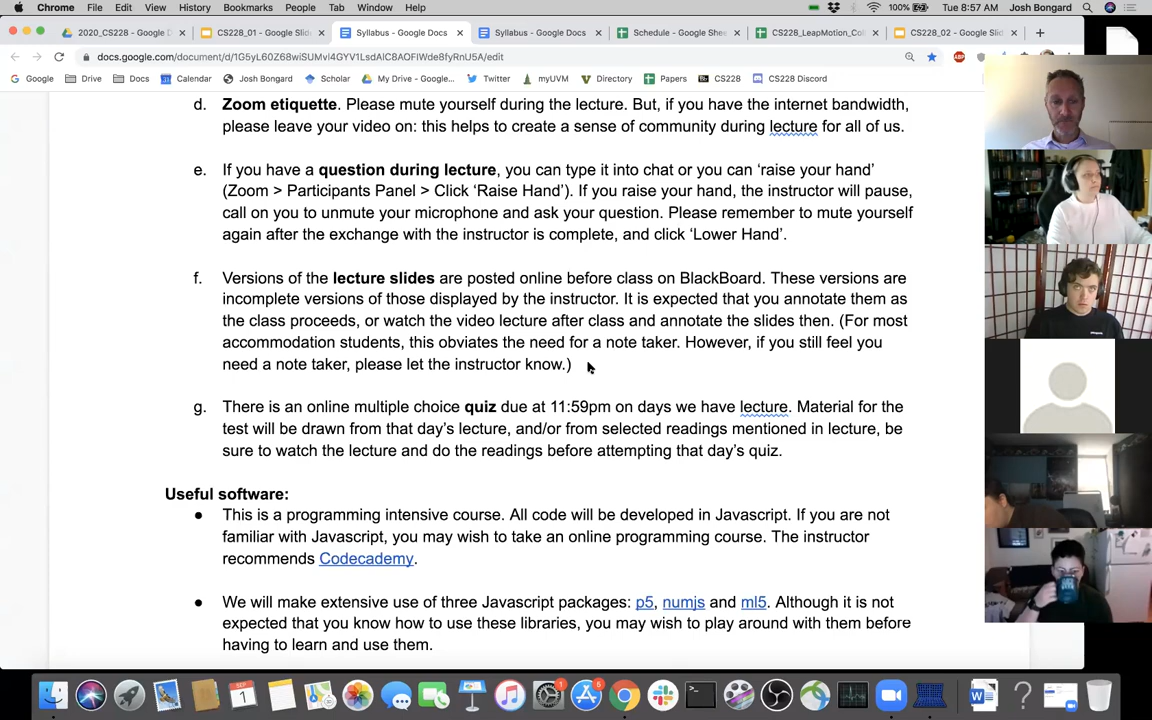 Chrome File Edit View History Bookmarks People Tab Window Help 100% Tue 8:57 AM Josh Bongard
2020_CS228 - Google D CS228_01 - Google Slid Syllabus - Google Docs Syllabus - Google Docs Schedule - Google She CS228_LeapMotion_Col CS228_02 - Google Slid
docs.google.com/document/d/1G5yL60Z68wiSUMvl4GYV1LsdAlC8AOFIWde8fyRnU5A/edit
Google Drive Docs Calendar Josh Bongard Scholar My Drive - Google... Twitter myUVM Directory Papers CS228 CS228 Discord
d. Zoom etiquette. Please mute yourself during the lecture. But, if you have the internet bandwidth,
please leave your video on: this helps to create a sense of community during lecture for all of us.
e. If you have a question during lecture, you can type it into chat or you can ‘raise your hand’
(Zoom > Participants Panel > Click ‘Raise Hand’). If you raise your hand, the instructor will pause,
call on you to unmute your microphone and ask your question. Please remember to mute yourself
again after the exchange with the instructor is complete, and click ‘Lower Hand’.
f. Versions of the lecture slides are posted online before class on BlackBoard. These versions are
incomplete versions of those displayed by the instructor. It is expected that you annotate them as
the class proceeds, or watch the video lecture after class and annotate the slides then. (For most
accommodation students, this obviates the need for a note taker. However, if you still feel you
need a note taker, please let the instructor know.)
g. There is an online multiple choice quiz due at 11:59pm on days we have lecture. Material for the
test will be drawn from that day’s lecture, and/or from selected readings mentioned in lecture, be
sure to watch the lecture and do the readings before attempting that day’s quiz.
Useful software:
● This is a programming intensive course. All code will be developed in Javascript. If you are not
familiar with Javascript, you may wish to take an online programming course. The instructor
recommends Codecademy.
● We will make extensive use of three Javascript packages: p5, numjs and ml5. Although it is not
expected that you know how to use these libraries, you may wish to play around with them before
having to learn and use them.